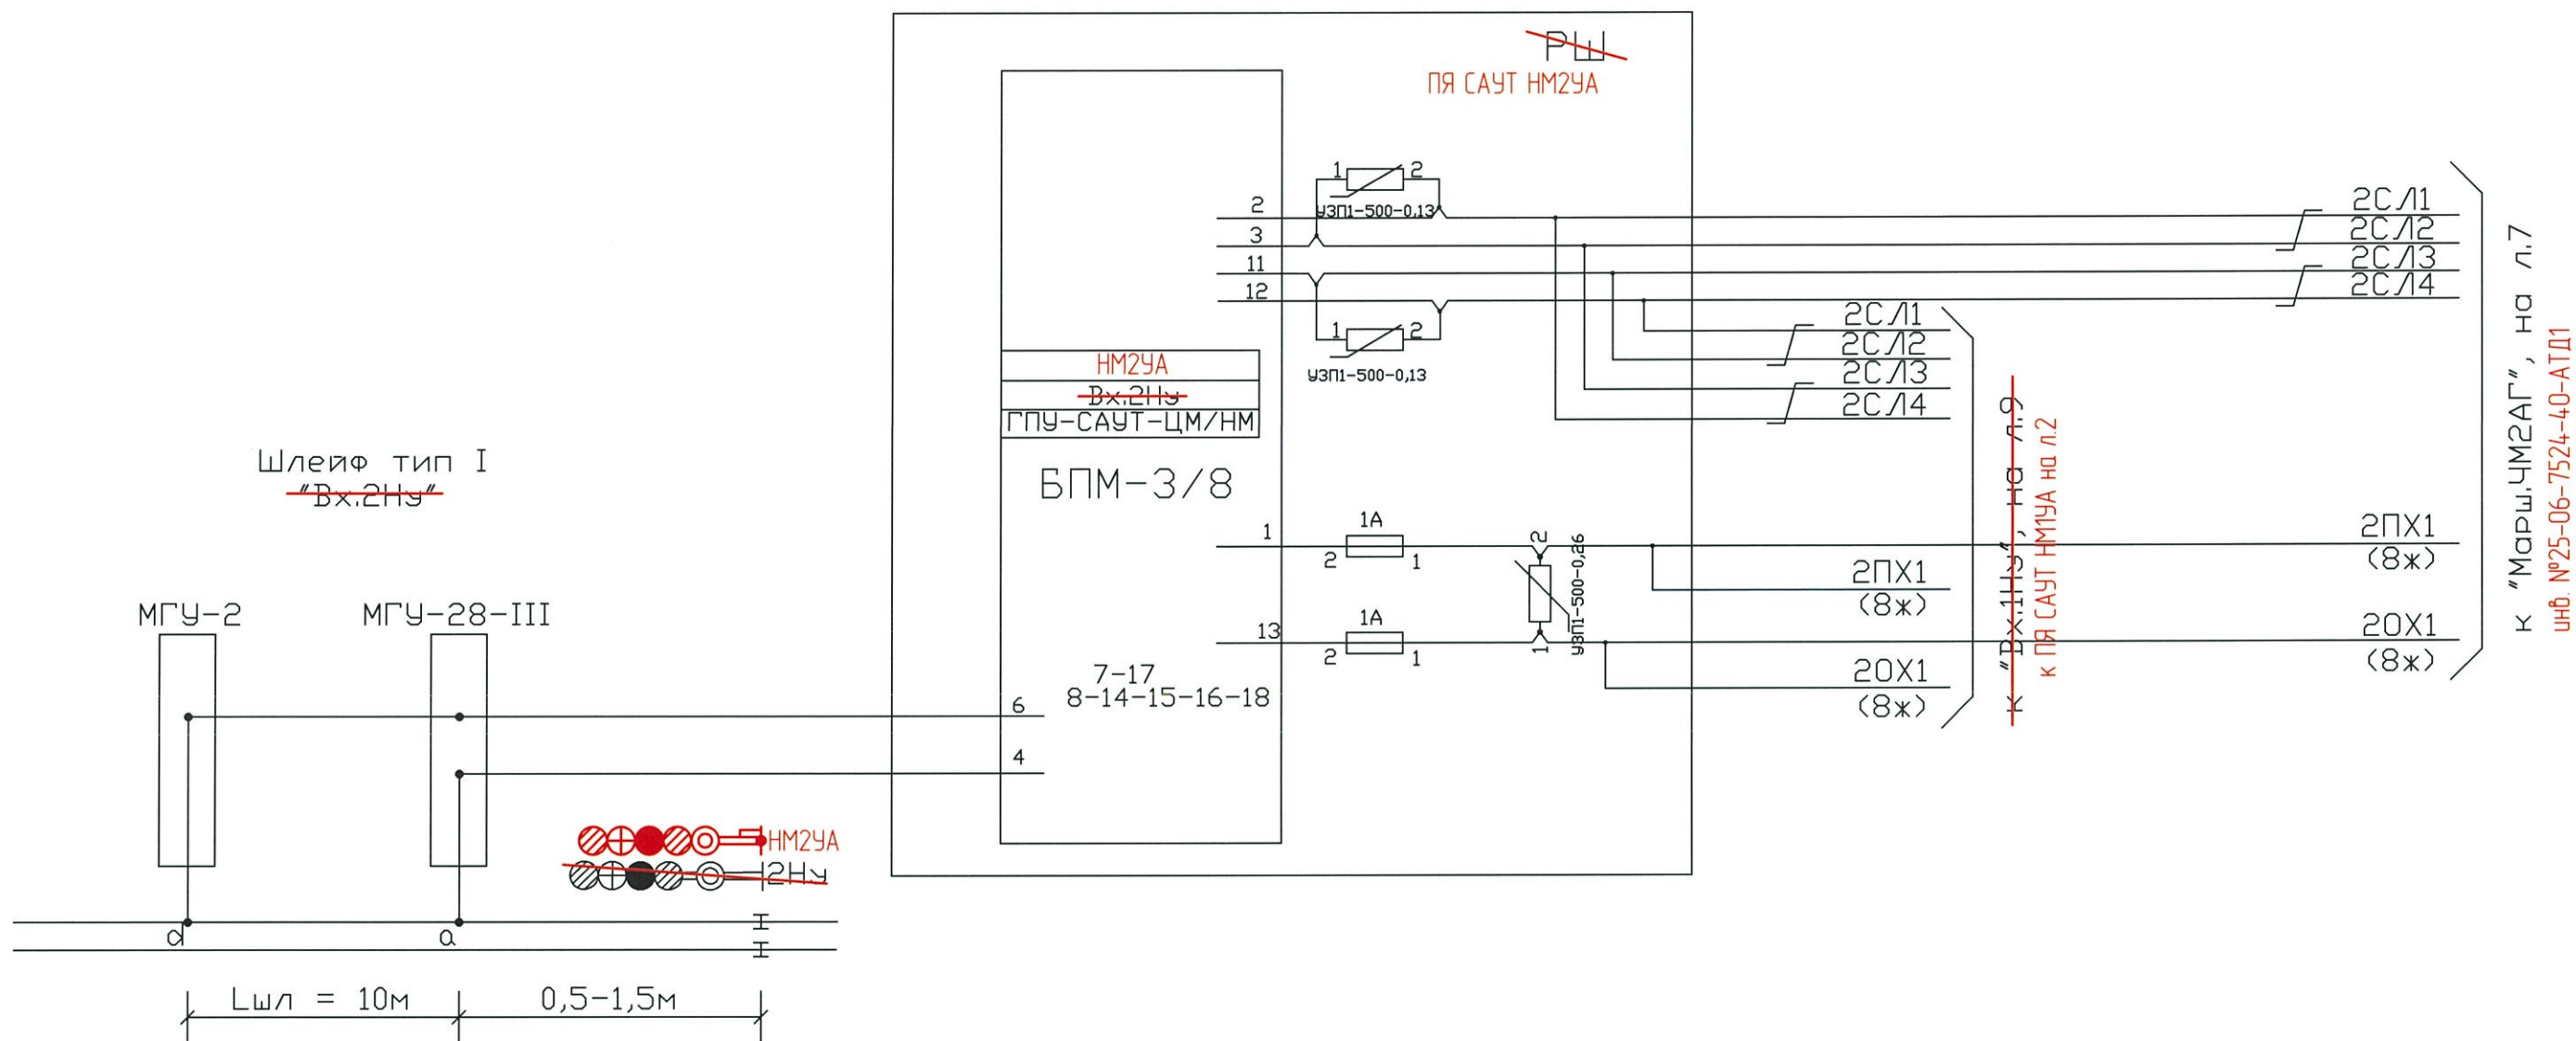 РШ
ПЯ САУТ НМ2УА
1
2
УЗП1-500-0,13
2
3
11
12
1
2
УЗП1-500-0,13
2СЛ1
2СЛ2
2СЛ3
2СЛ4
2СЛ1
2СЛ2
2СЛ3
2СЛ4
НМ2УА
Вх.2Ну
ГПУ-САУТ-ЦМ/НМ
БПМ-3/8
Шлейф тип I
"Вх.2Ну"
1
1А
2
1
13
1А
2
1
2
1
УЗП1-500-0,26
2ПХ1
(8ж)
2ОХ1
(8ж)
2ПХ1
(8ж)
2ОХ1
(8ж)
к "Вх.1Ну", на л.9
к ПЯ САУТ НМ1УА на л.2
к "Марш.ЧМ2АГ", на л.7
инв. №25-06-7524-40-АТД1
МГУ-2
МГУ-28-III
7-17
8-14-15-16-18
6
4
НМ2УА
2Ну
d
a
Lшл = 10м
0,5-1,5м